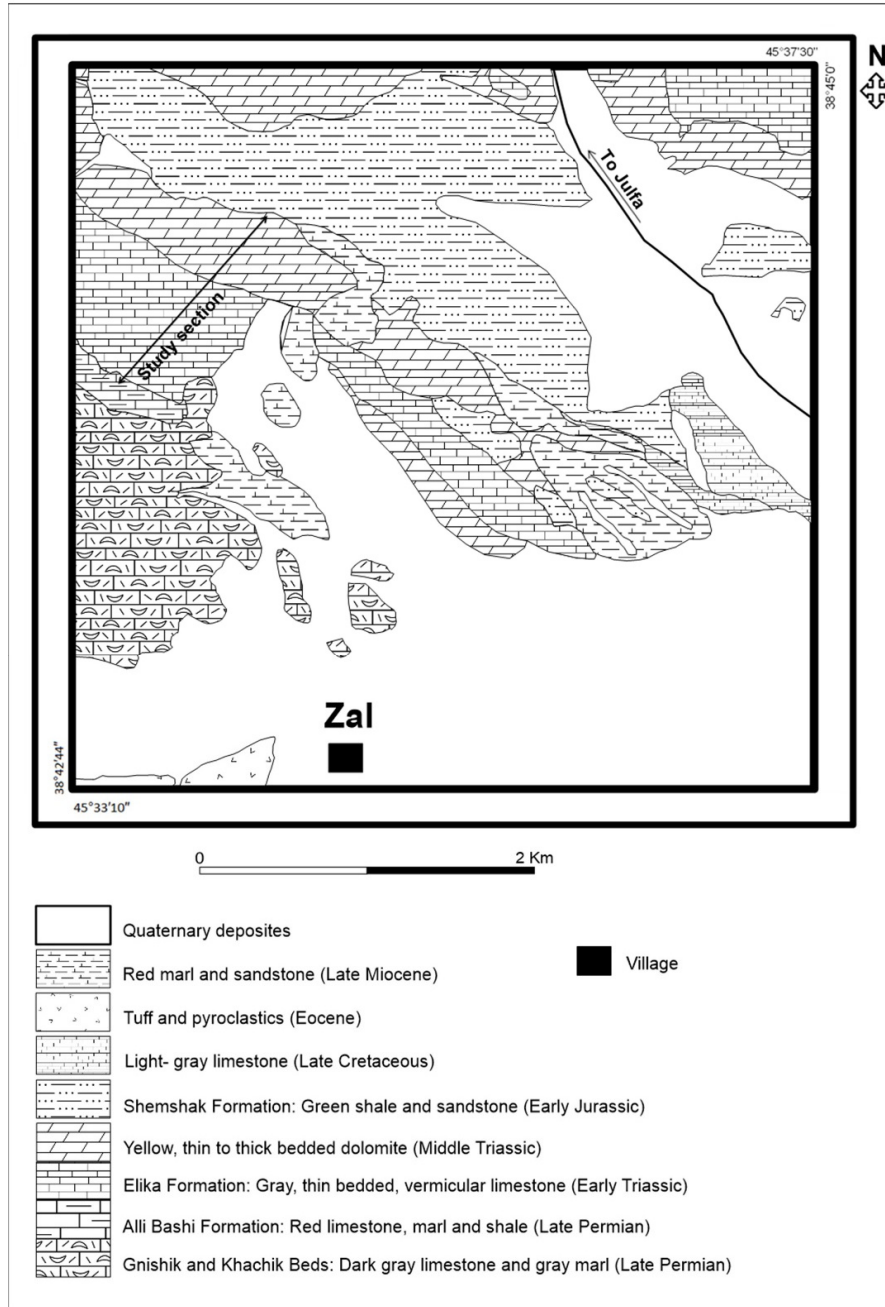 45°37'30"
N
38°45'0"
To Julfa
Study section
Zal
38°42'44"
45°33'10"
0 2 Km
Quaternary deposites
Red marl and sandstone (Late Miocene)
Village
Tuff and pyroclastics (Eocene)
Light- gray limestone (Late Cretaceous)
Shemshak Formation: Green shale and sandstone (Early Jurassic)
Yellow, thin to thick bedded dolomite (Middle Triassic)
Elika Formation: Gray, thin bedded, vermicular limestone (Early Triassic)
Alli Bashi Formation: Red limestone, marl and shale (Late Permian)
Gnishik and Khachik Beds: Dark gray limestone and gray marl (Late Permian)